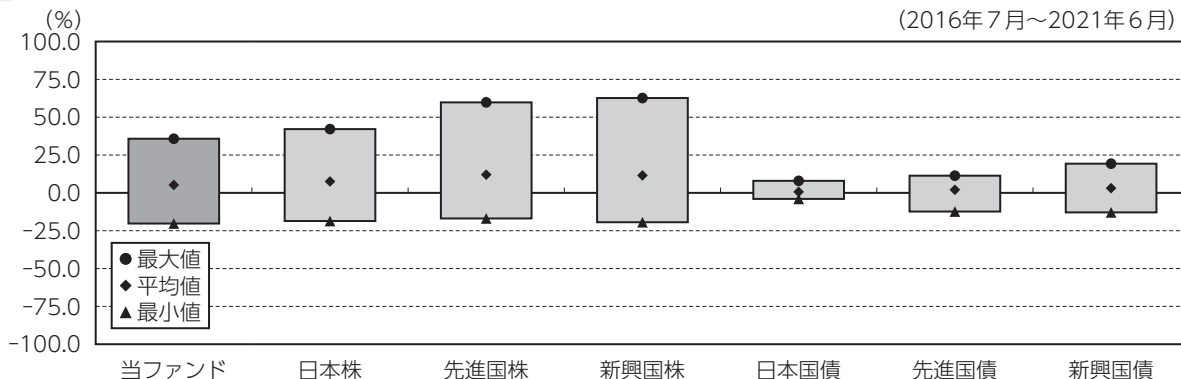 (%)
(2016年7月～2021年6月)
100.0
75.0
50.0
25.0
0.0
-25.0
-50.0
-75.0
-100.0
●最大値
◆平均値
▲最小値
当ファンド 日本株 先進国株 新興国株 日本国債 先進国債 新興国債